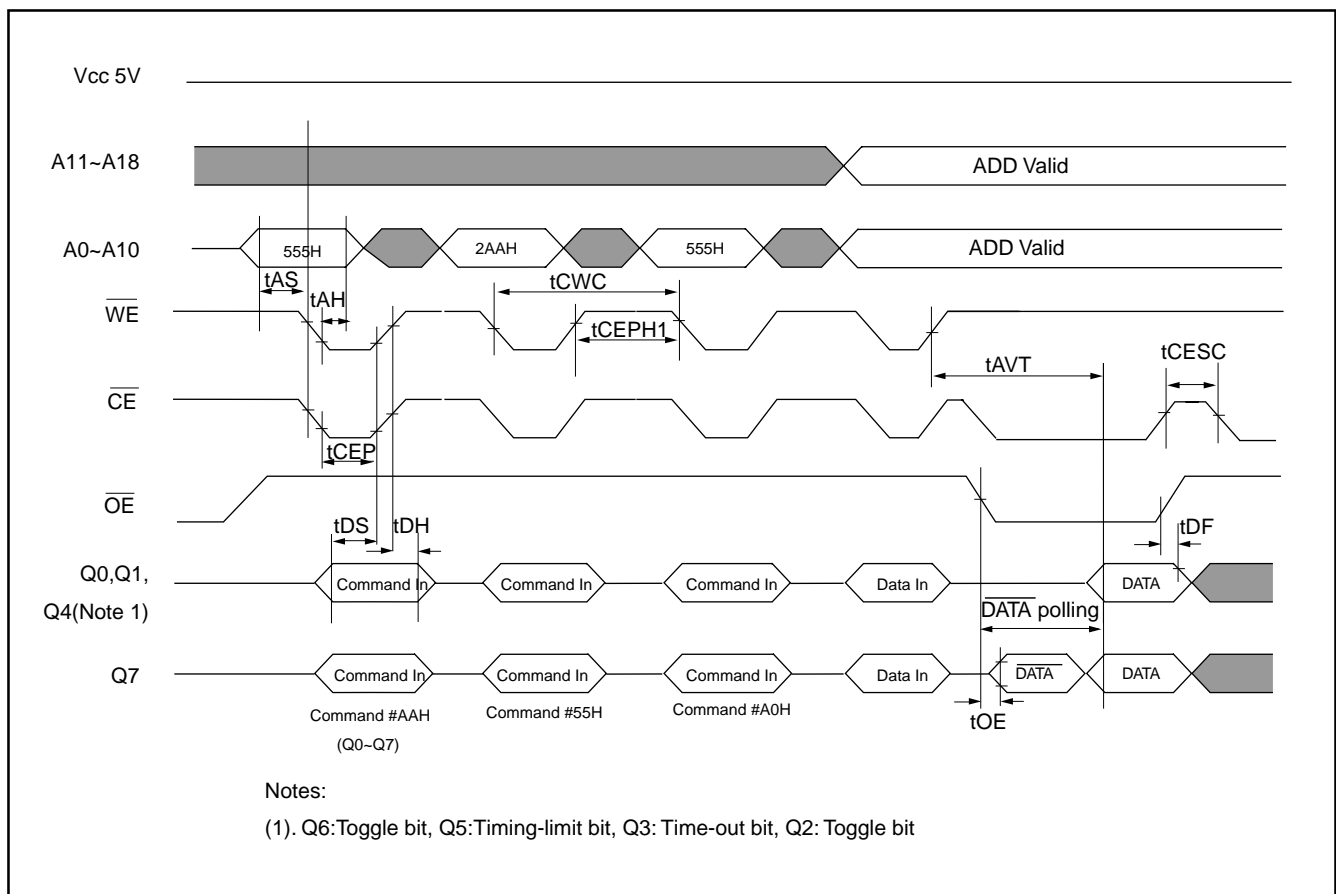 Vcc 5V
A11~A18
ADD Valid
A0~A10
555H
2AAH
555H
ADD Valid
tAS
tAH
tCWC
WE
tCEPH1
tAVT
tCESC
CE
tCEP
OE
tDS
tDH
tDF
Q0,Q1,
Q4(Note 1)
Command In
Command In
Command In
Data In
DATA
DATA polling
Q7
Command In
Command In
Command In
Data In
DATA
DATA
tOE
Command #AAH
(Q0~Q7)
Command #55H
Command #A0H
Notes:
(1). Q6:Toggle bit, Q5:Timing-limit bit, Q3: Time-out bit, Q2: Toggle bit